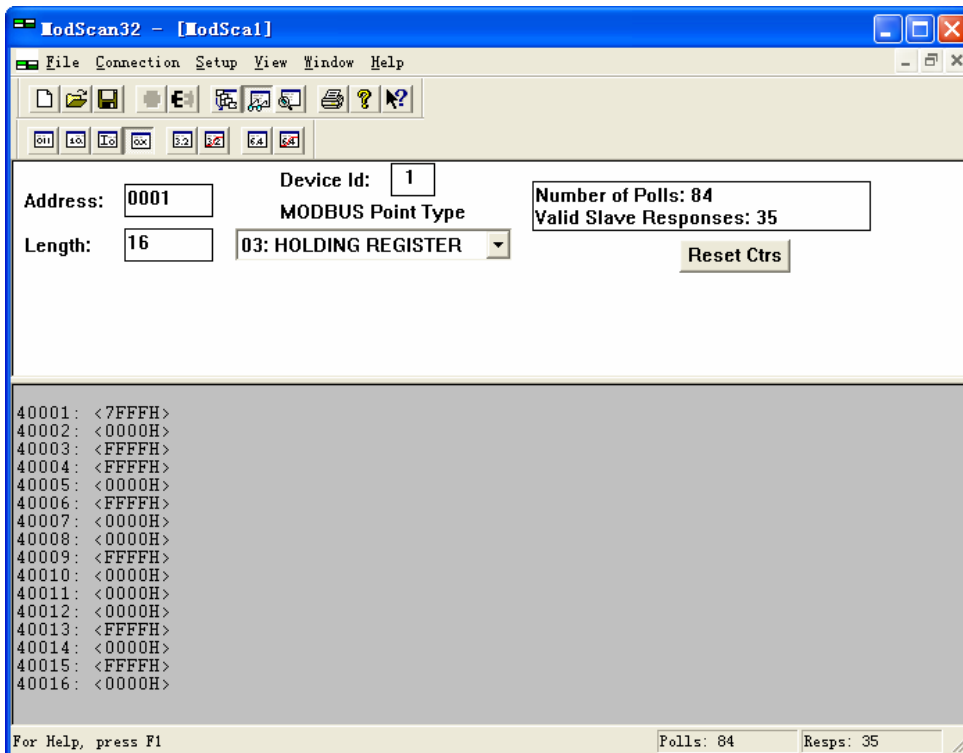 ModScan32 - [ModSca1]
File Connection Setup View Window Help
Address: 0001
Device Id: 1
MODBUS Point Type
Length: 16
03: HOLDING REGISTER
Number of Polls: 84
Valid Slave Responses: 35
Reset Ctrs
40001: <7FFFH>
40002: <0000H>
40003: <FFFFH>
40004: <FFFFH>
40005: <0000H>
40006: <FFFFH>
40007: <0000H>
40008: <0000H>
40009: <FFFFH>
40010: <0000H>
40011: <0000H>
40012: <0000H>
40013: <FFFFH>
40014: <0000H>
40015: <FFFFH>
40016: <0000H>
For Help, press F1
Polls: 84
Resps: 35